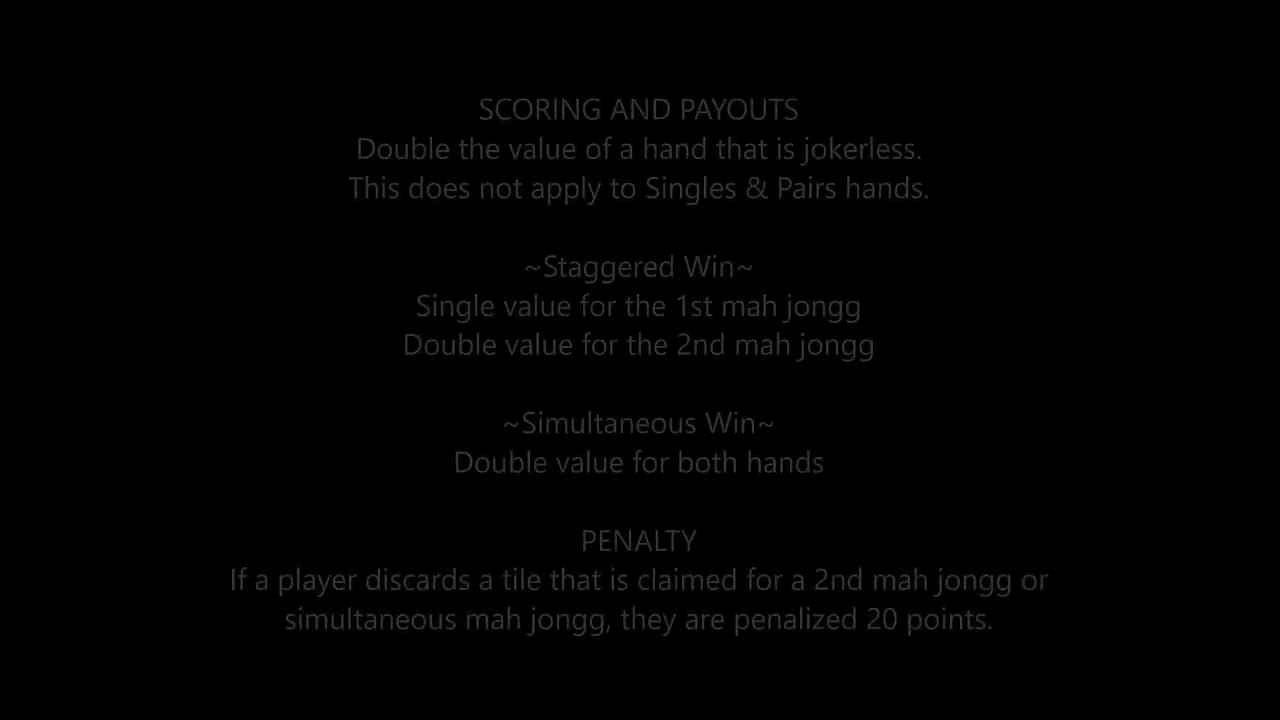 SCORING AND PAYOUTS
Double the value of a hand that is jokerless.
This does not apply to Singles & Pairs hands.
~Staggered Win~
Single value for the 1st mah jongg
Double value for the 2nd mah jongg
~Simultaneous Win~
Double value for both hands
PENALTY
If a player discards a tile that is claimed for a 2nd mah jongg or
simultaneous mah jongg, they are penalized 20 points.